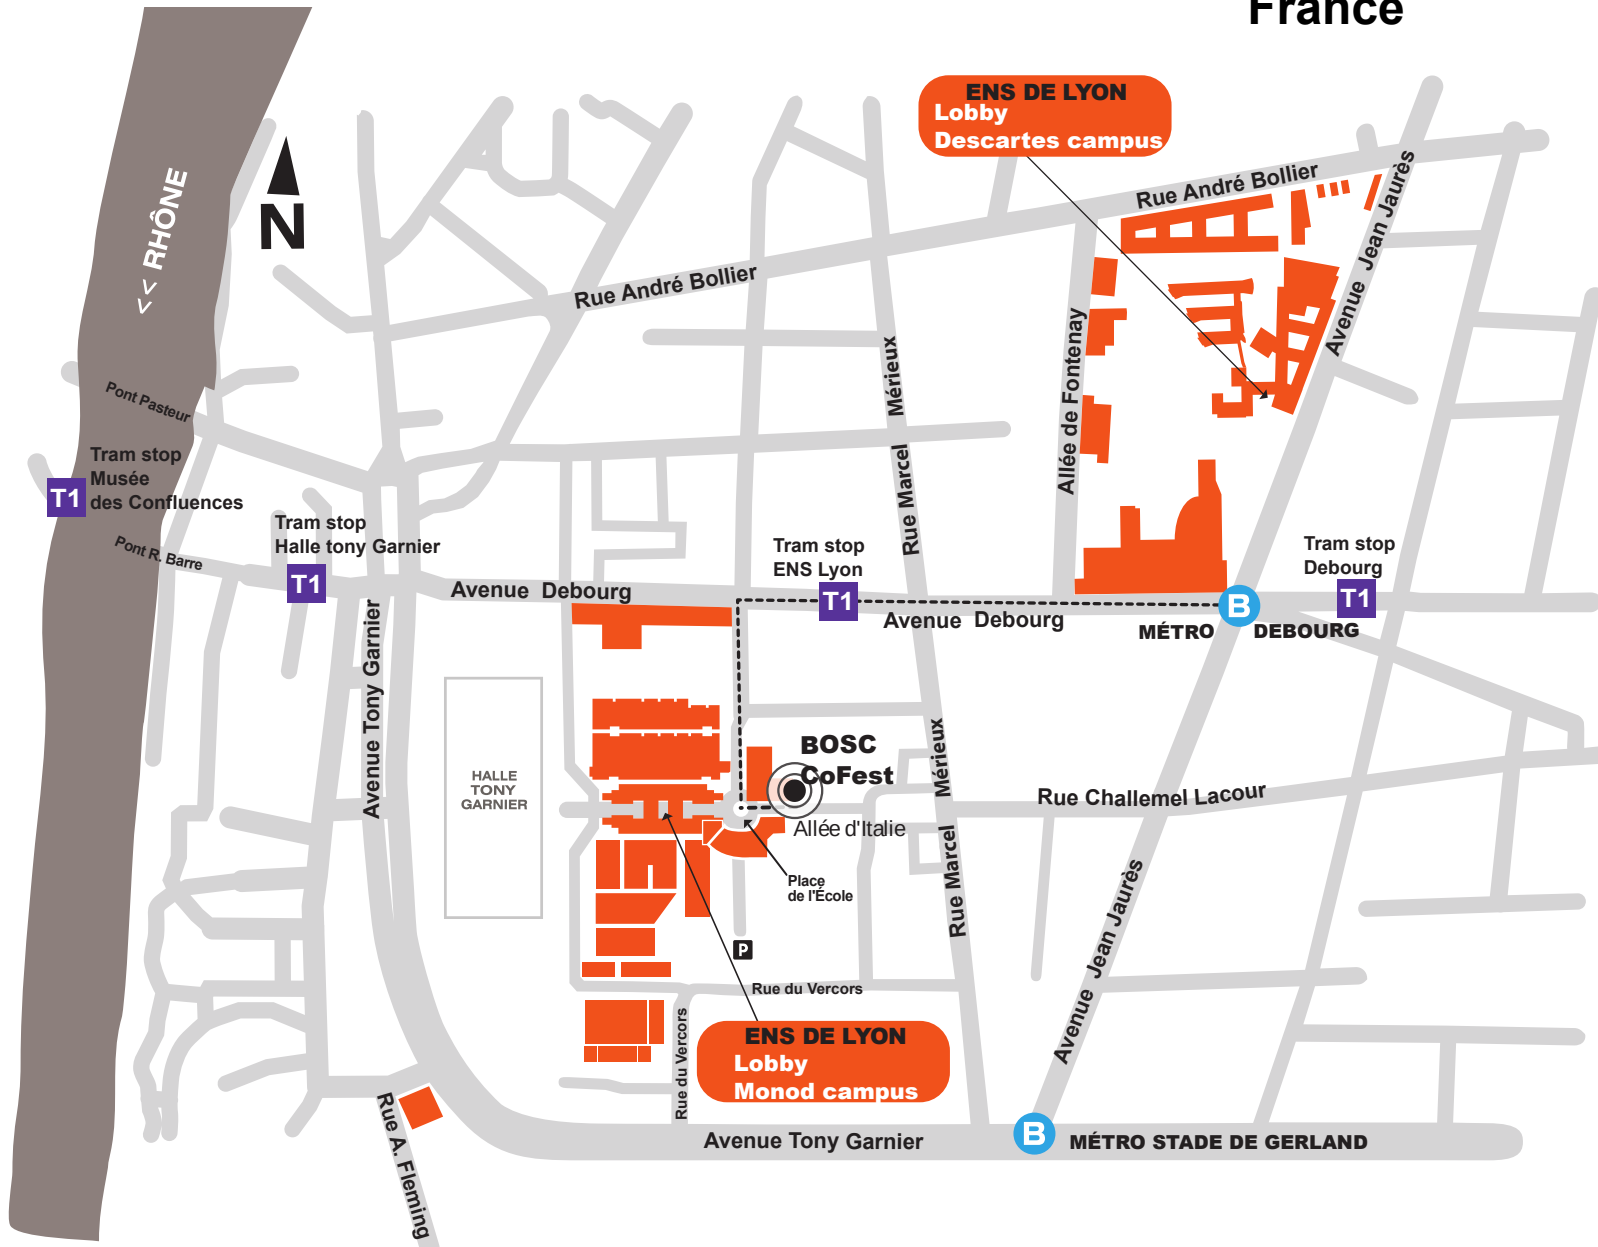 France
ENS DE LYON
Lobby
Descartes campus
Rue André Bollier
Avenue Jean Jaurès
<< RHÔNE
N
Rue André Bollier
Allée de Fontenay
Rue Marcel Mérieux
Pont Pasteur
Tram stop
Musée
des Confluences
T1
Tram stop
Halle tony Garnier
T1
Pont R. Barre
Tram stop
ENS Lyon
T1
Tram stop
Debourg
T1
Avenue Debourg
Avenue Debourg
B
MÉTRO DEBOURG
Avenue Tony Garnier
HALLE
TONY
GARNIER
BOSC
CoFest
Rue Marcel Mérieux
Rue Challemel Lacour
Allée d'Italie
Place
de l'École
P
Avenue Jean Jaurès
Rue du Vercors
Rue du Vercors
ENS DE LYON
Lobby
Monod campus
Rue A. Fleming
Avenue Tony Garnier
B
MÉTRO STADE DE GERLAND